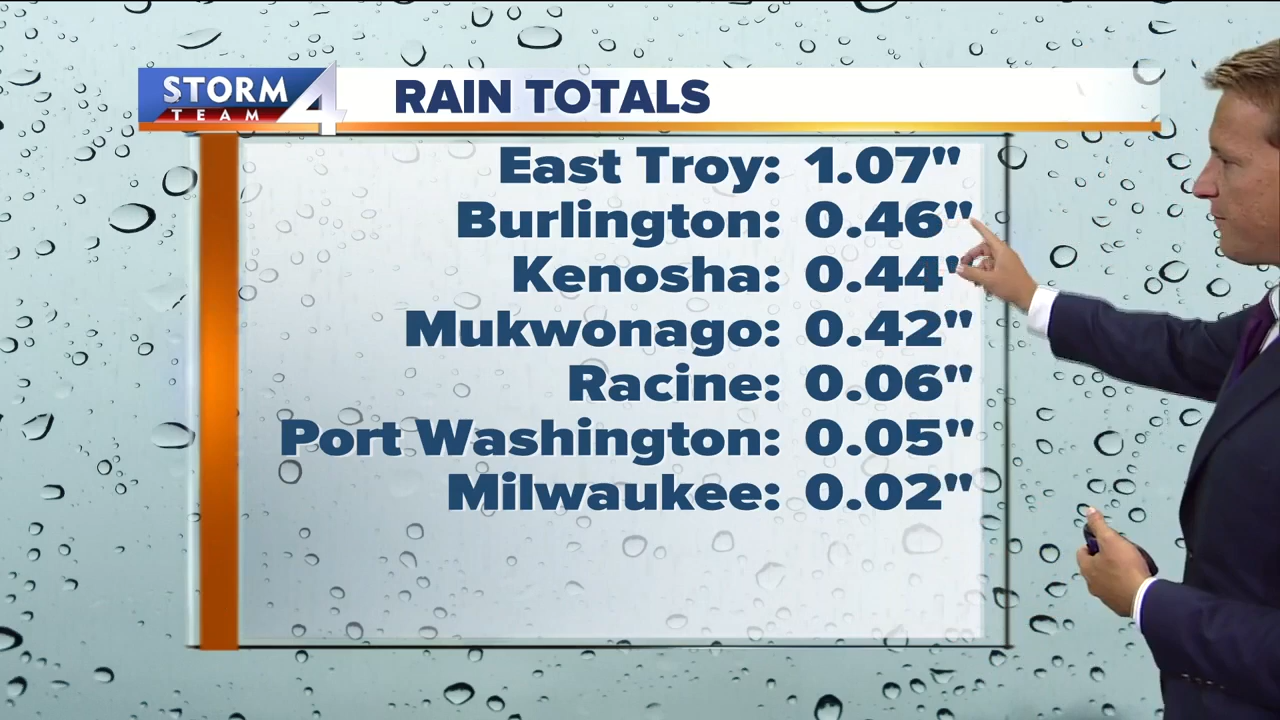 STORM
TEAM 4
RAIN TOTALS
East Troy: 1.07"
Burlington: 0.46"
Kenosha: 0.44"
Mukwonago: 0.42"
Racine: 0.06"
Port Washington: 0.05"
Milwaukee: 0.02"